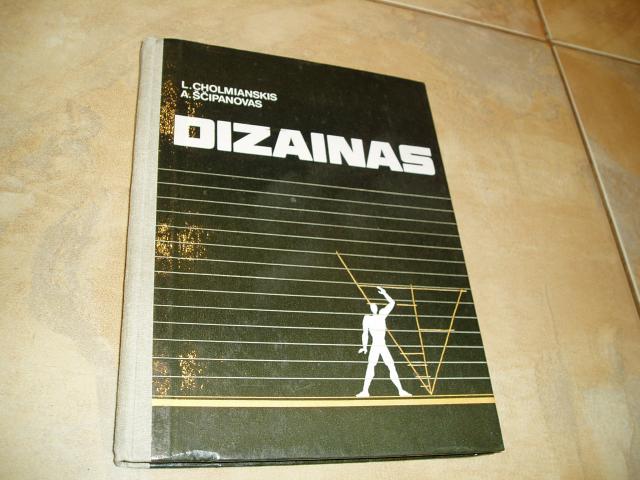 L. CHOLMIANSKIS
A. ŠČIPANOVAS
DIZAINAS